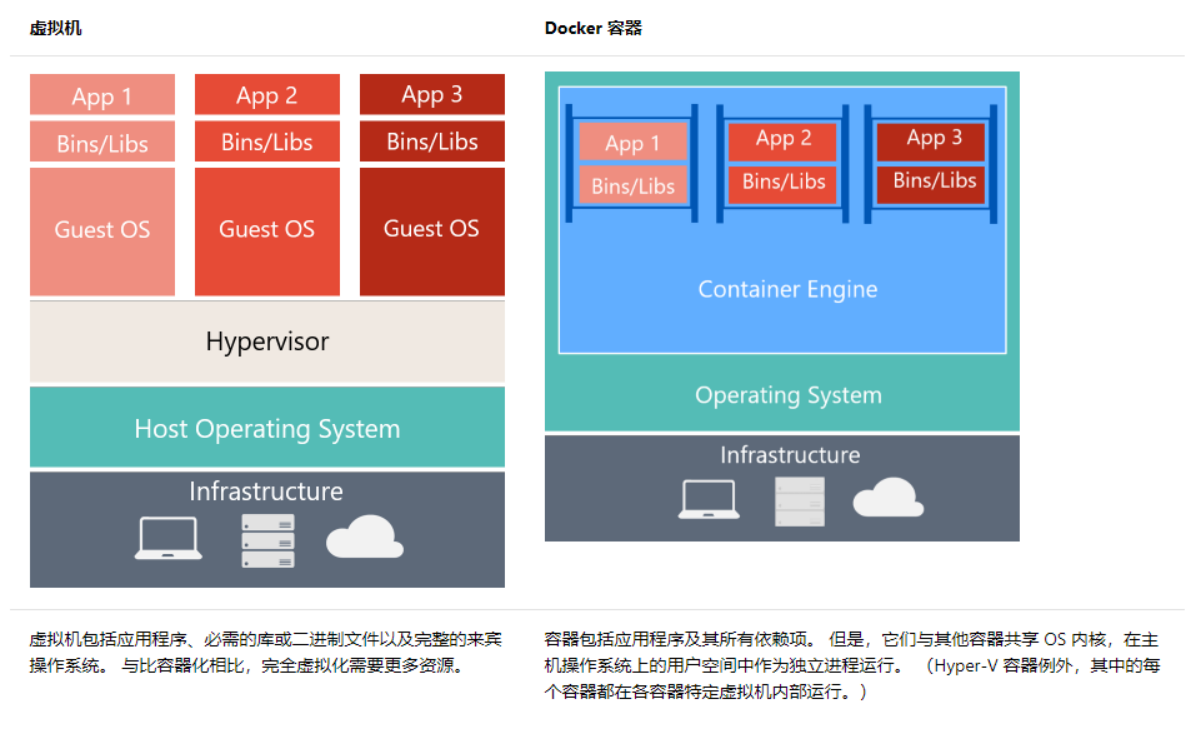 虚拟机
Docker 容器
App 1
App 2
App 3
Bins/Libs
Bins/Libs
Bins/Libs
Guest OS
Guest OS
Guest OS
Hypervisor
Host Operating System
Infrastructure
App 1
App 2
App 3
Bins/Libs
Bins/Libs
Bins/Libs
Container Engine
Operating System
Infrastructure
虚拟机包括应用程序、必需的库或二进制文件以及完整的来宾
操作系统。 与比容器化相比，完全虚拟化需要更多资源。
容器包括应用程序及其所有依赖项。 但是，它们与其他容器共享 OS 内核，在主
机操作系统上的用户空间中作为独立进程运行。 （Hyper-V 容器例外，其中的每
个容器都在各容器特定虚拟机内部运行。）